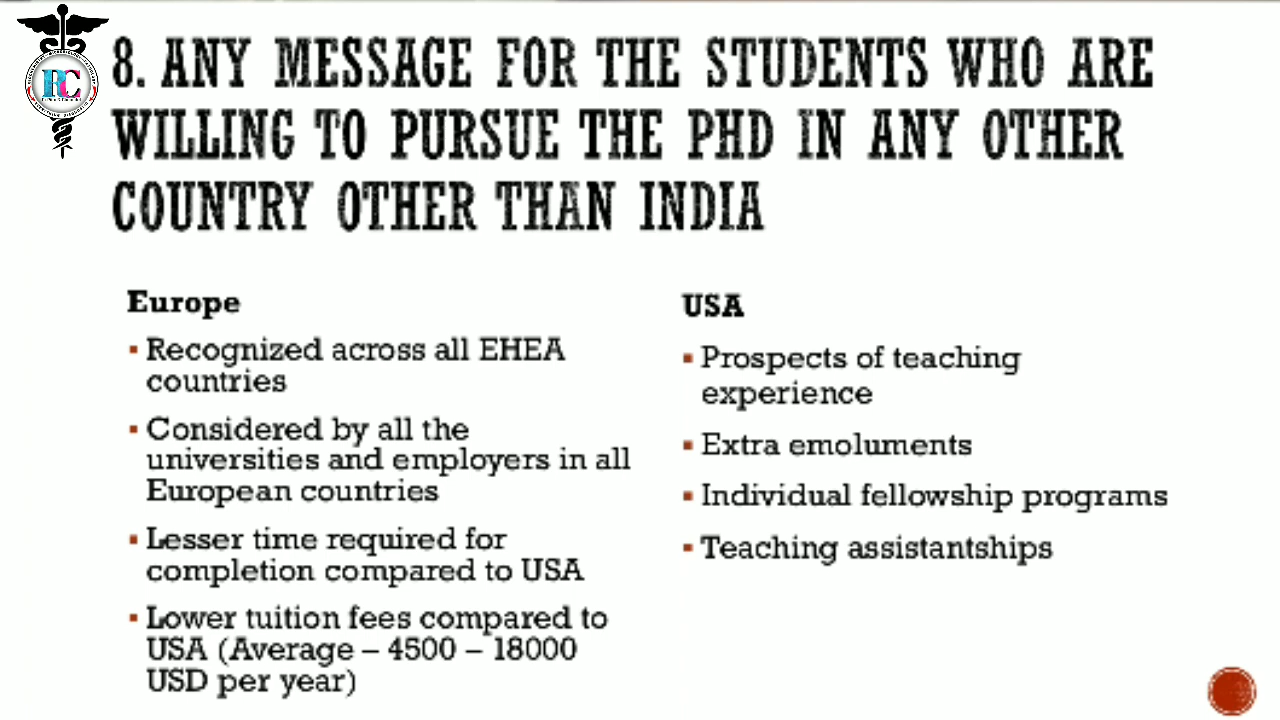 8. ANY MESSAGE FOR THE STUDENTS WHO ARE
WILLING TO PURSUE THE PHD IN ANY OTHER
COUNTRY OTHER THAN INDIA
Europe
▪ Recognized across all EHEA
countries
▪ Considered by all the
universities and employers in all
European countries
▪ Lesser time required for
completion compared to USA
▪ Lower tuition fees compared to
USA (Average – 4500 – 18000
USD per year)
USA
▪ Prospects of teaching
experience
▪ Extra emoluments
▪ Individual fellowship programs
▪ Teaching assistantships